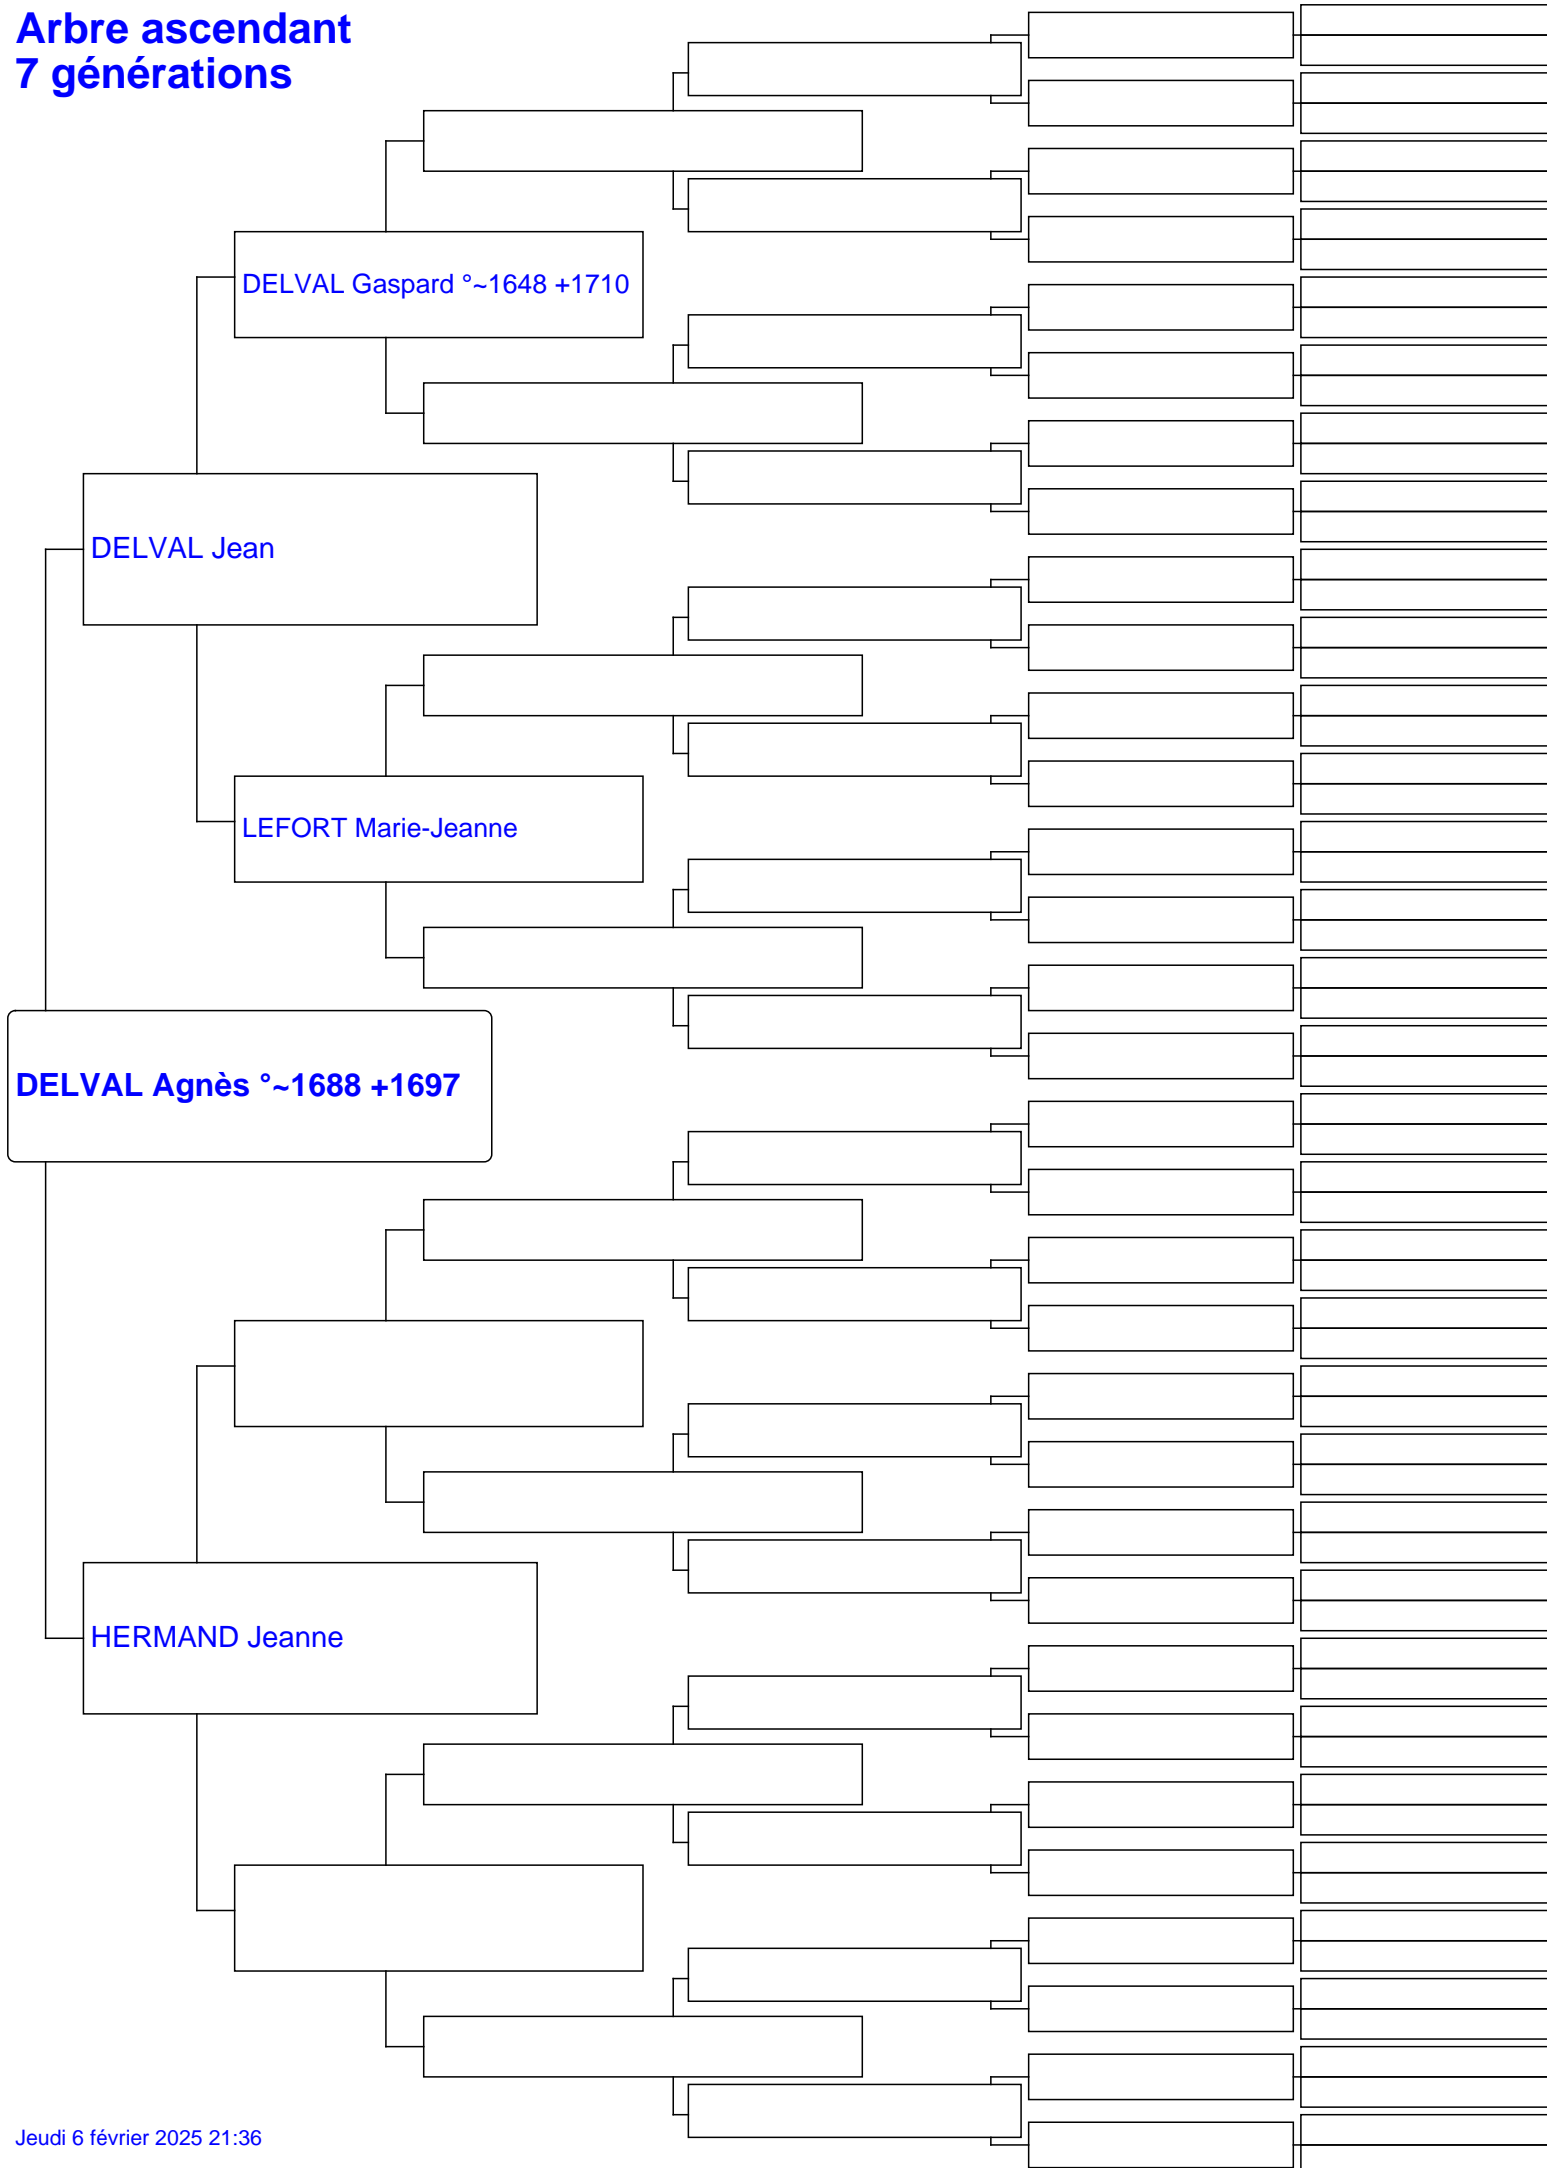 Arbre ascendant
7 générations
DELVAL Gaspard °~1648 +1710
DELVAL Jean
LEFORT Marie-Jeanne
DELVAL Agnès °~1688 +1697
HERMAND Jeanne
Jeudi 6 février 2025 21:36